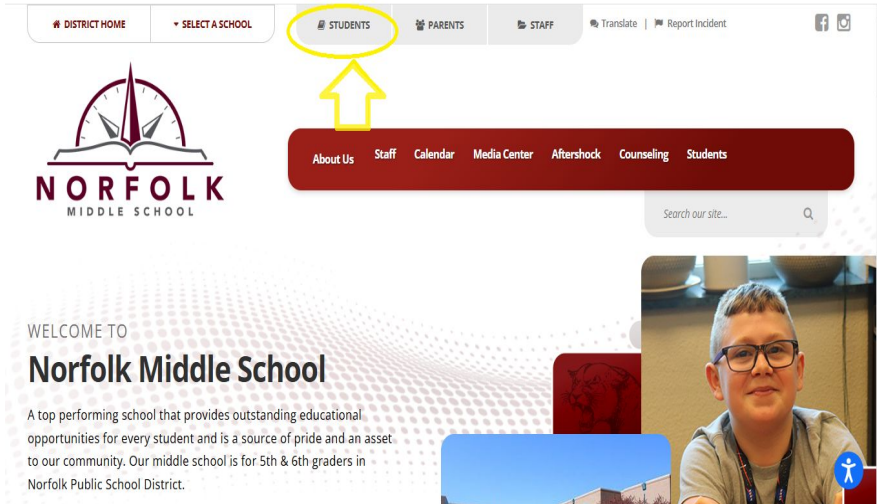 DISTRICT HOME
SELECT A SCHOOL
STUDENTS
PARENTS
STAFF
Translate | Report Incident
NORFOLK
MIDDLE SCHOOL
About Us Staff Calendar Media Center Aftershock Counseling Students
Search our site...
WELCOME TO
Norfolk Middle School
A top performing school that provides outstanding educational
opportunities for every student and is a source of pride and an asset
to our community. Our middle school is for 5th & 6th graders in
Norfolk Public School District.